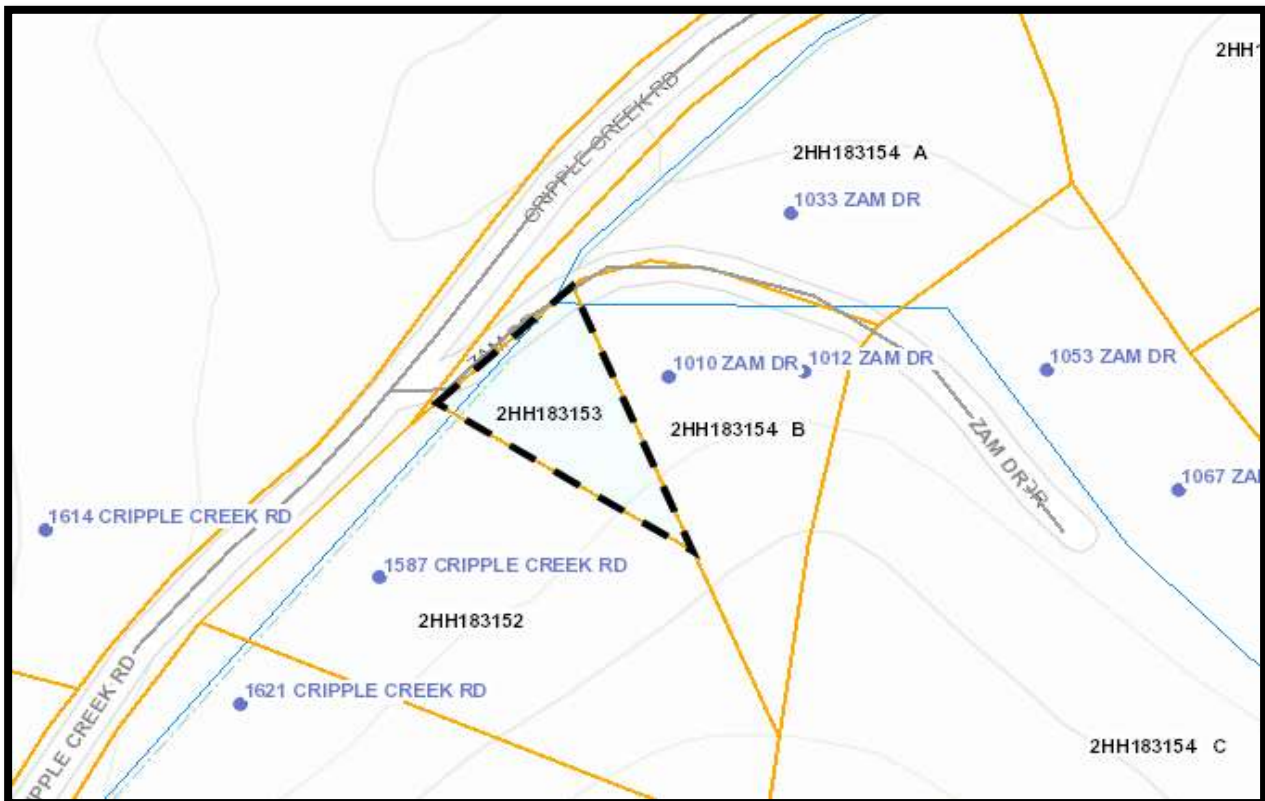 2HH1
CRIPPLE CREEK RD
2HH183154 A
1033 ZAM DR
ZAM
1010 ZAM DR
1012 ZAM DR
1053 ZAM DR
2HH183153
2HH183154 B
ZAM DR
1067 ZA
1614 CRIPPLE CREEK RD
1587 CRIPPLE CREEK RD
2HH183152
1621 CRIPPLE CREEK RD
IPPLE CREEK RD
2HH183154 C